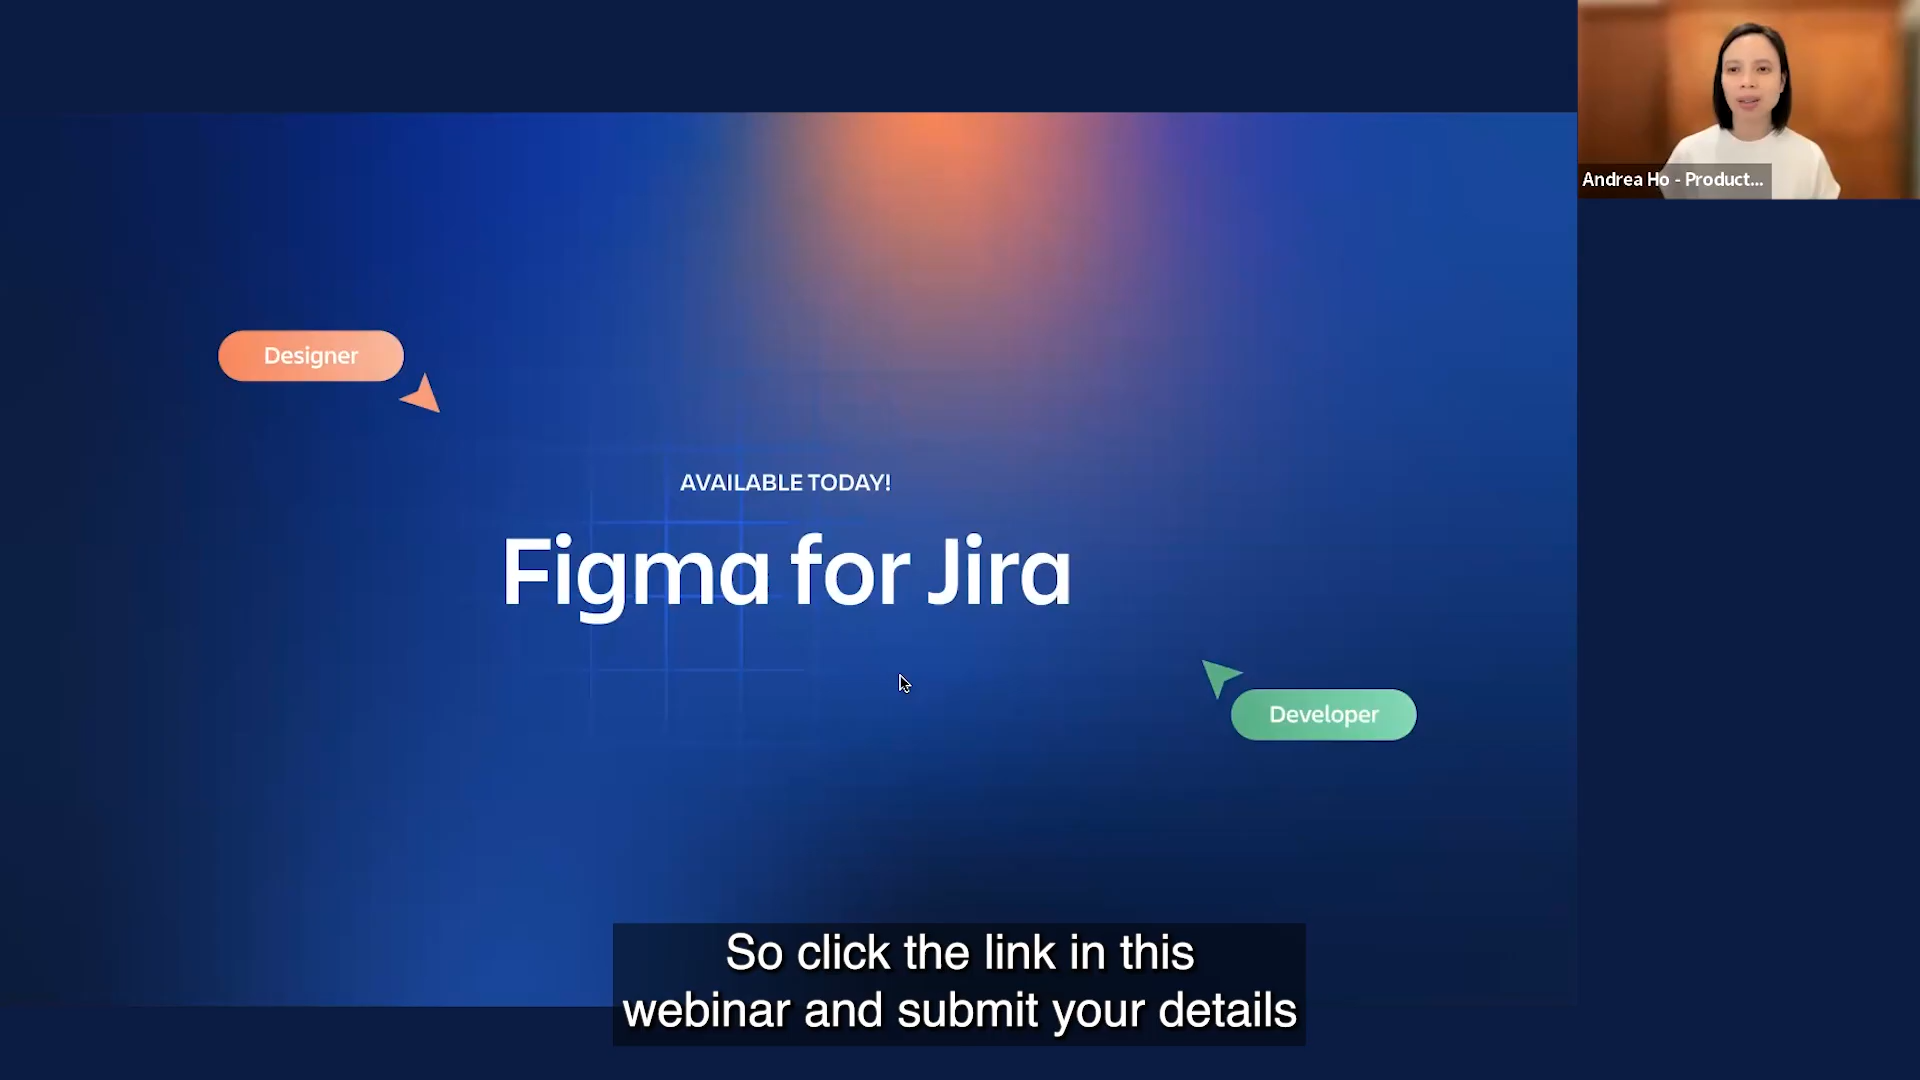 Andrea Ho - Product...
Designer
AVAILABLE TODAY!
Figma for Jira
Developer
So click the link in this
webinar and submit your details